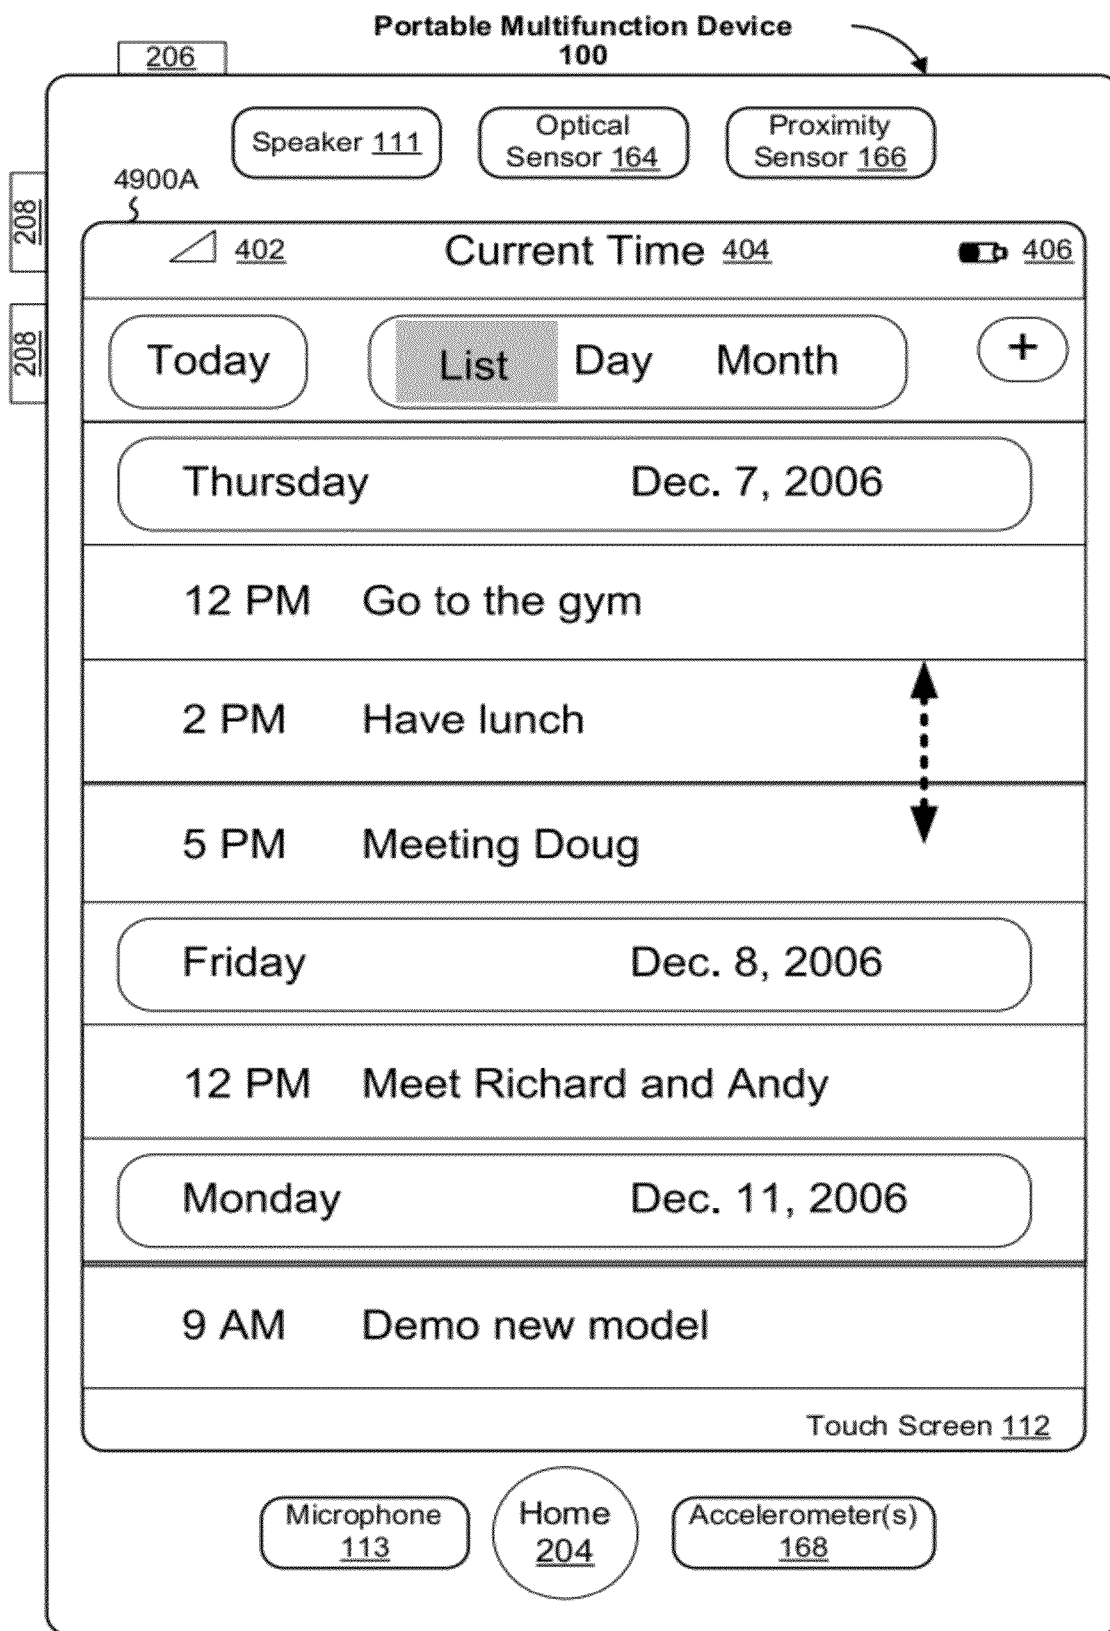 Portable Multifunction Device
100
206
Speaker 111
Optical
Sensor 164
Proximity
Sensor 166
4900A
208
208
402 Current Time 404 406
Today List Day Month +
Thursday Dec. 7, 2006
12 PM Go to the gym
2 PM Have lunch
5 PM Meeting Doug
Friday Dec. 8, 2006
12 PM Meet Richard and Andy
Monday Dec. 11, 2006
9 AM Demo new model
Touch Screen 112
Microphone
113
Home
204
Accelerometer(s)
168